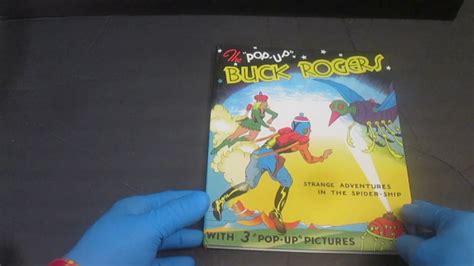 The "POP-UP"
BUCK ROGERS
STRANGE ADVENTURES
IN THE SPIDER-SHIP
WITH 3 "POP-UP" PICTURES